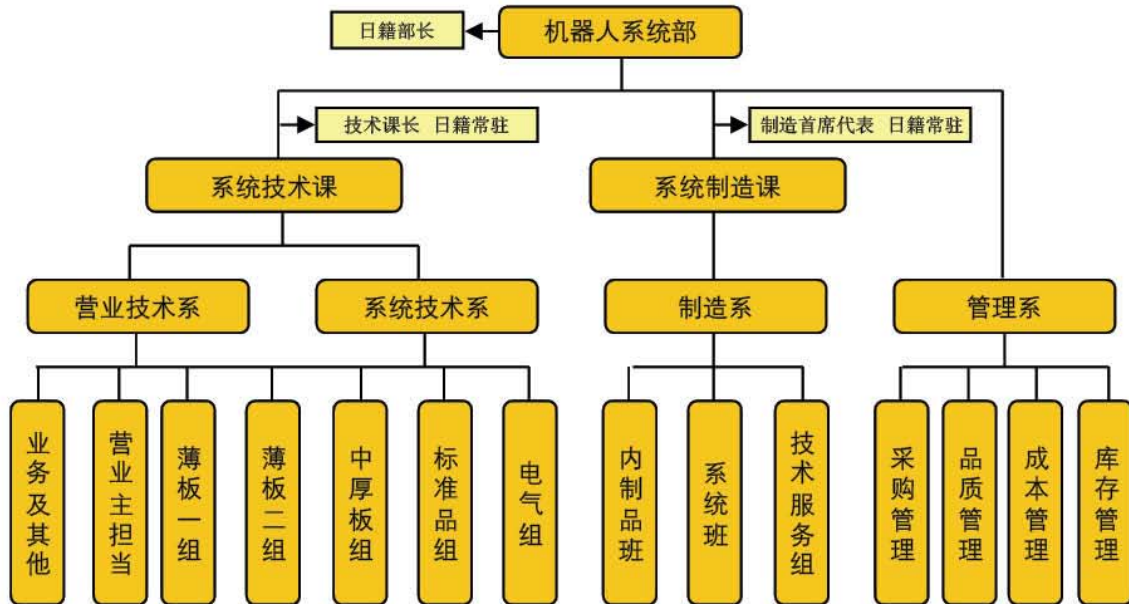 日籍部长
机器人系统部
技术课长 日籍常驻
制造首席代表 日籍常驻
系统技术课
系统制造课
营业技术系
系统技术系
制造系
管理系
业务及其他
营业主担当
薄板一组
薄板二组
中厚板组
标准品组
电气组
内制品班
系统班
技术服务组
采购管理
品质管理
成本管理
库存管理